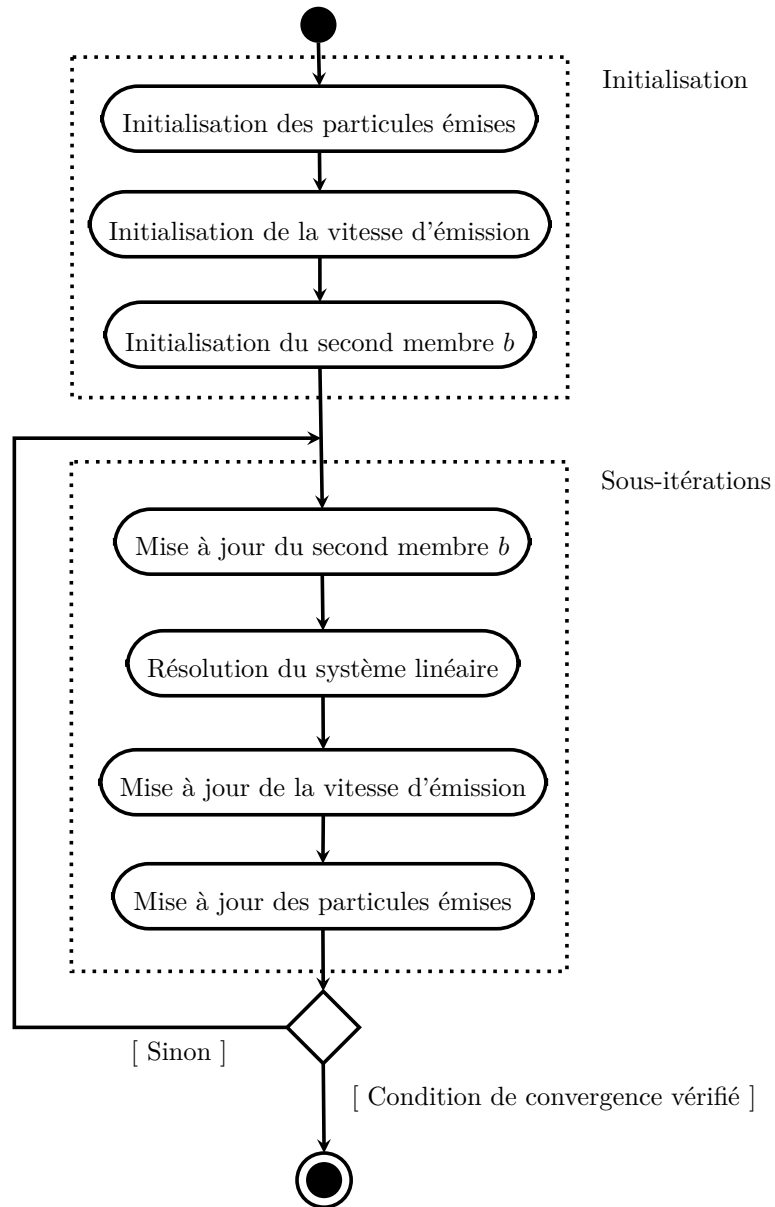 Initialisation
Initialisation des particules émises
Initialisation de la vitesse d'émission
Initialisation du second membre b
Sous-itérations
Mise à jour du second membre b
Résolution du système linéaire
Mise à jour de la vitesse d'émission
Mise à jour des particules émises
[ Sinon ]
[ Condition de convergence vérifié ]